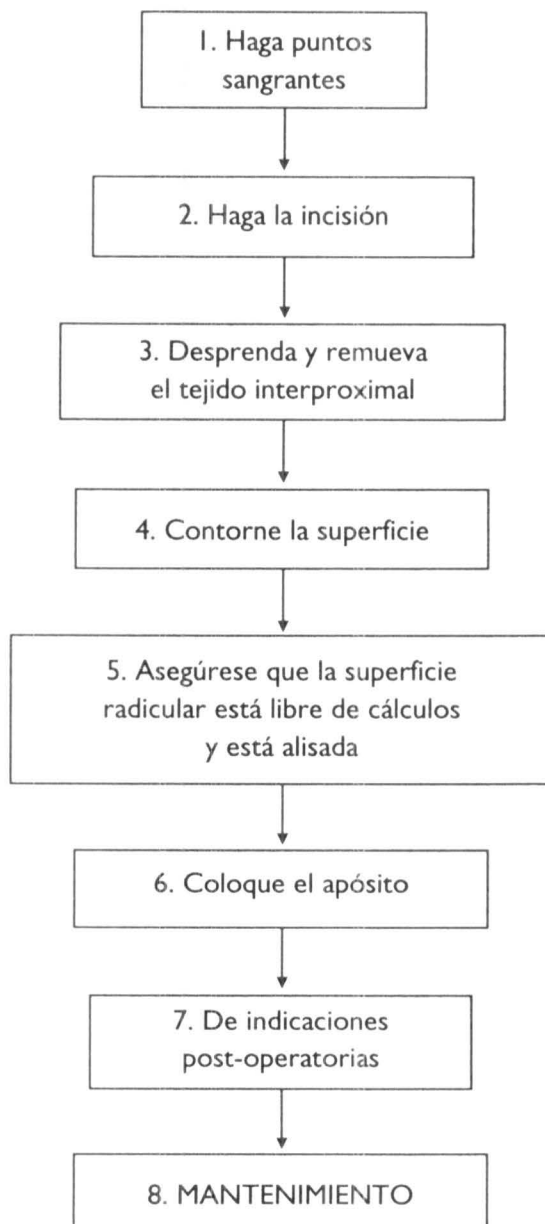 1. Haga puntos
sangrantes
2. Haga la incisión
3. Desprenda y remueva
el tejido interproximal
4. Contorne la superficie
5. Asegúrese que la superficie
radicular está libre de cálculos
y está alisada
6. Coloque el apósito
7. De indicaciones
post-operatorias
8. MANTENIMIENTO